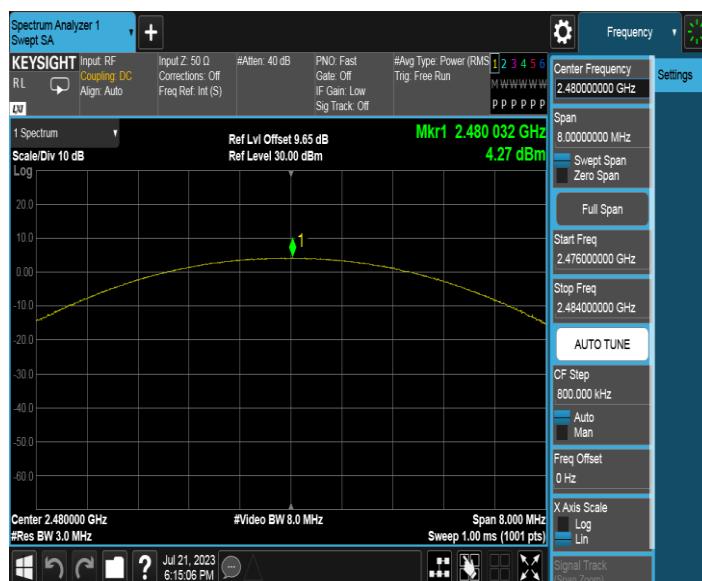 Spectrum Analyzer 1
Swept SA
+
Frequency
KEYSIGHT
RL
LXI
Input: RF
Coupling: DC
Align: Auto
Input Z: 50 Ω
Corrections: Off
Freq Ref: Int (S)
#Atten: 40 dB
PNO: Fast
Gate: Off
IF Gain: Low
Sig Track: Off
#Avg Type: Power (RMS
Trig: Free Run
1 2 3 4 5 6
M W W W W W
P P P P P P
1 Spectrum
Scale/Div 10 dB
Log
Ref Lvl Offset 9.65 dB
Ref Level 30.00 dBm
Mkr1 2.480 032 GHz
4.27 dBm
20.0
10.0
0.00
-10.0
-20.0
-30.0
-40.0
-50.0
-60.0
1
Center 2.480000 GHz
#Res BW 3.0 MHz
#Video BW 8.0 MHz
Span 8.000 MHz
Sweep 1.00 ms (1001 pts)
Jul 21, 2023
6:15:06 PM
?
Center Frequency
2.480000000 GHz
Span
8.00000000 MHz
Swept Span
Zero Span
Full Span
Start Freq
2.476000000 GHz
Stop Freq
2.484000000 GHz
AUTO TUNE
CF Step
800.000 kHz
Auto
Man
Freq Offset
0 Hz
X Axis Scale
Log
Lin
Signal Track
(Span Zoom)
Settings